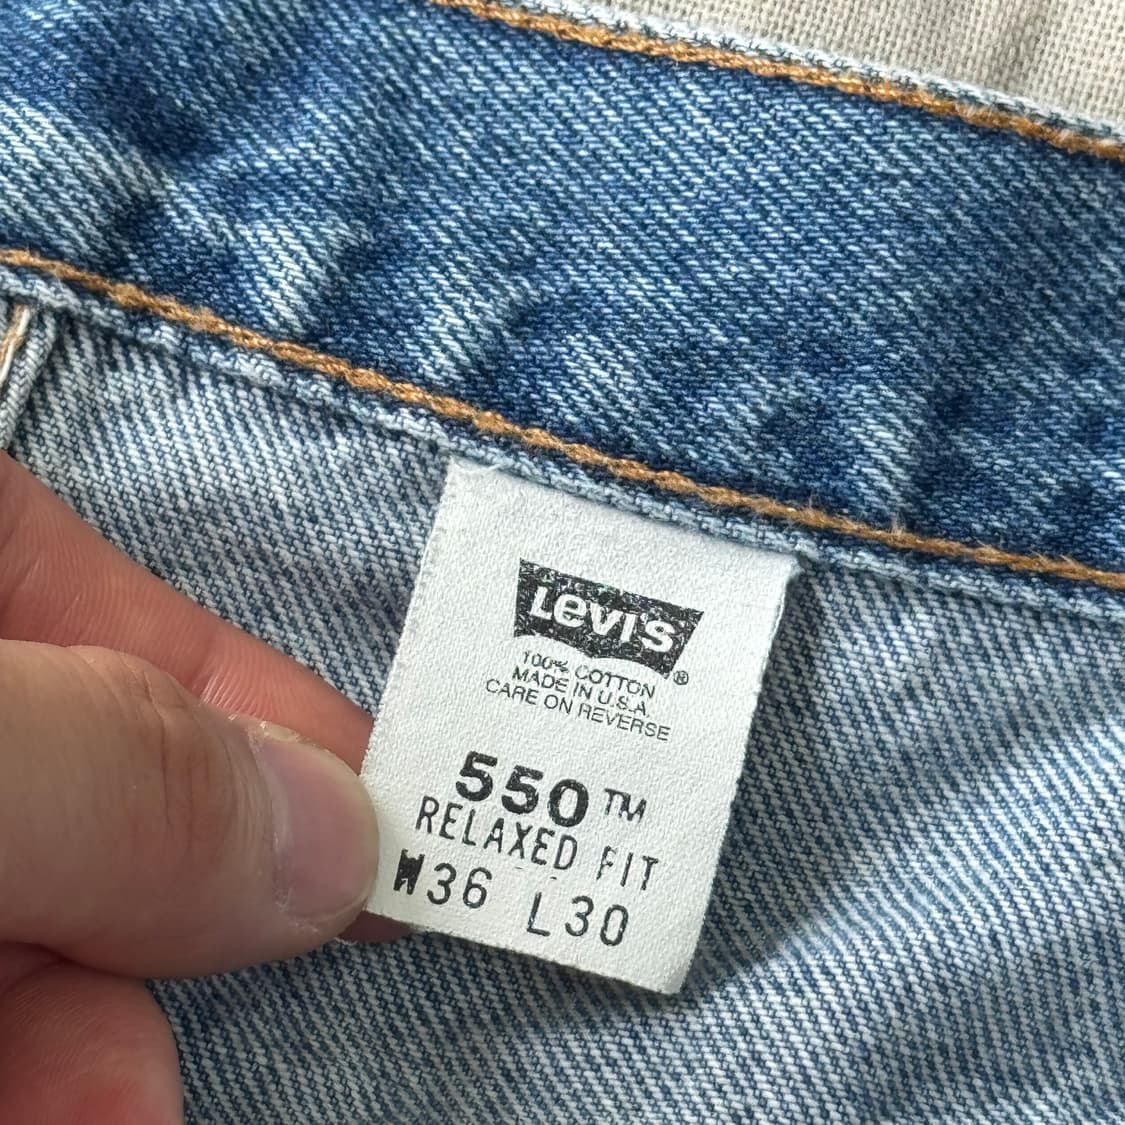 Levi's ®
100% COTTON
MADE IN U.S.A.
CARE ON REVERSE
550™
RELAXED FIT
W36 L30